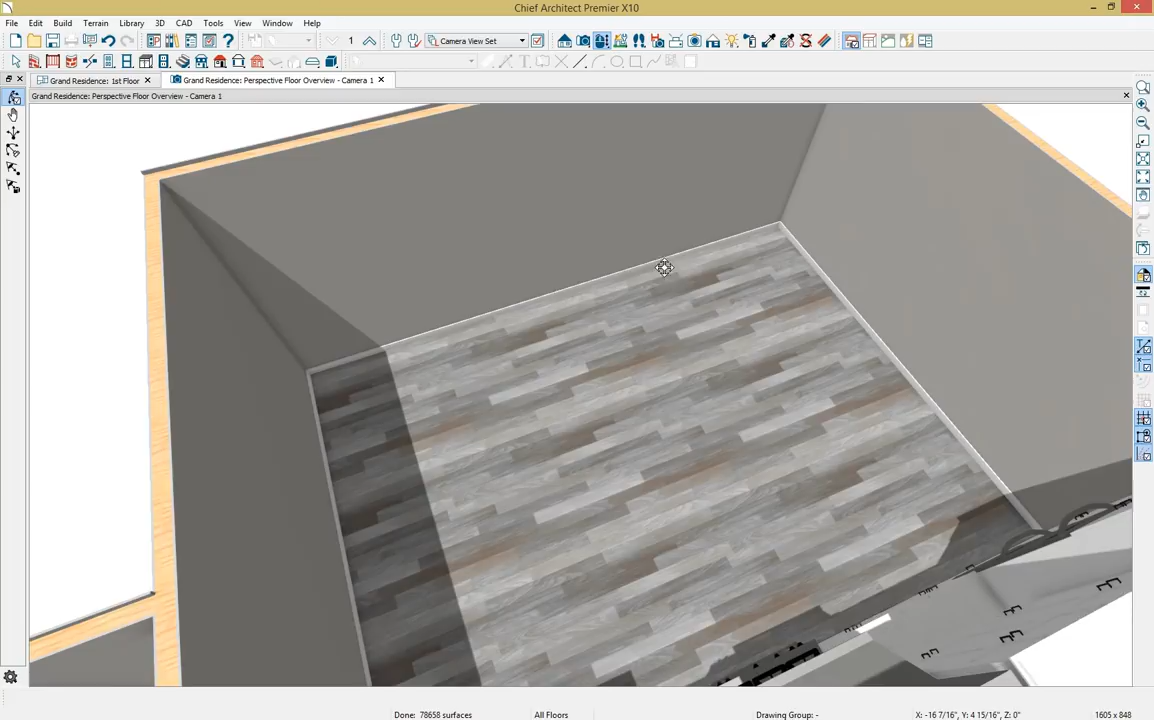 Chief Architect Premier X10
File Edit Build Terrain Library 3D CAD Tools View Window Help
1 Camera View Set
Grand Residence: 1st Floor Grand Residence: Perspective Floor Overview - Camera 1
Grand Residence: Perspective Floor Overview - Camera 1
Done: 78658 surfaces All Floors Drawing Group: - X: -16 7/16", Y: 4 15/16", Z: 0" 1605 x 848